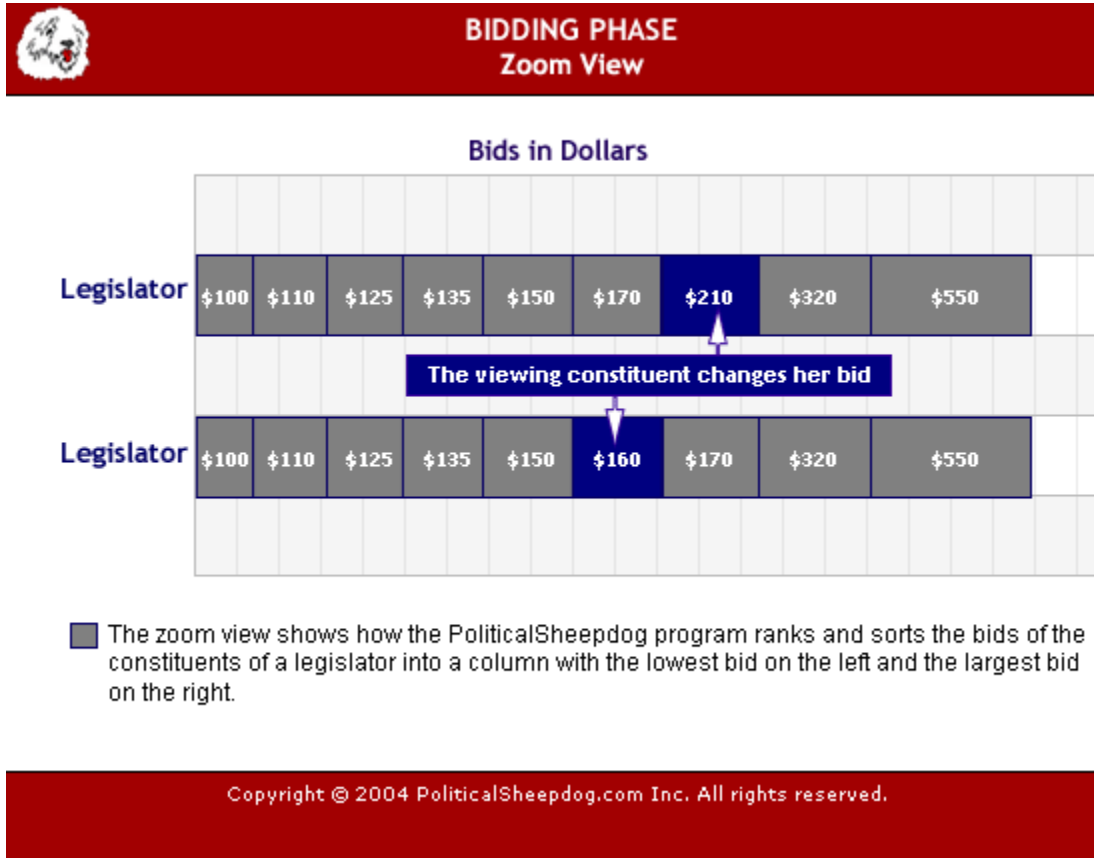 BIDDING PHASE
Zoom View
Bids in Dollars
Legislator $100 $110 $125 $135 $150 $170 $210 $320 $550
The viewing constituent changes her bid
Legislator $100 $110 $125 $135 $150 $160 $170 $320 $550
The zoom view shows how the PoliticalSheepdog program ranks and sorts the bids of the
constituents of a legislator into a column with the lowest bid on the left and the largest bid
on the right.
Copyright © 2004 PoliticalSheepdog.com Inc. All rights reserved.